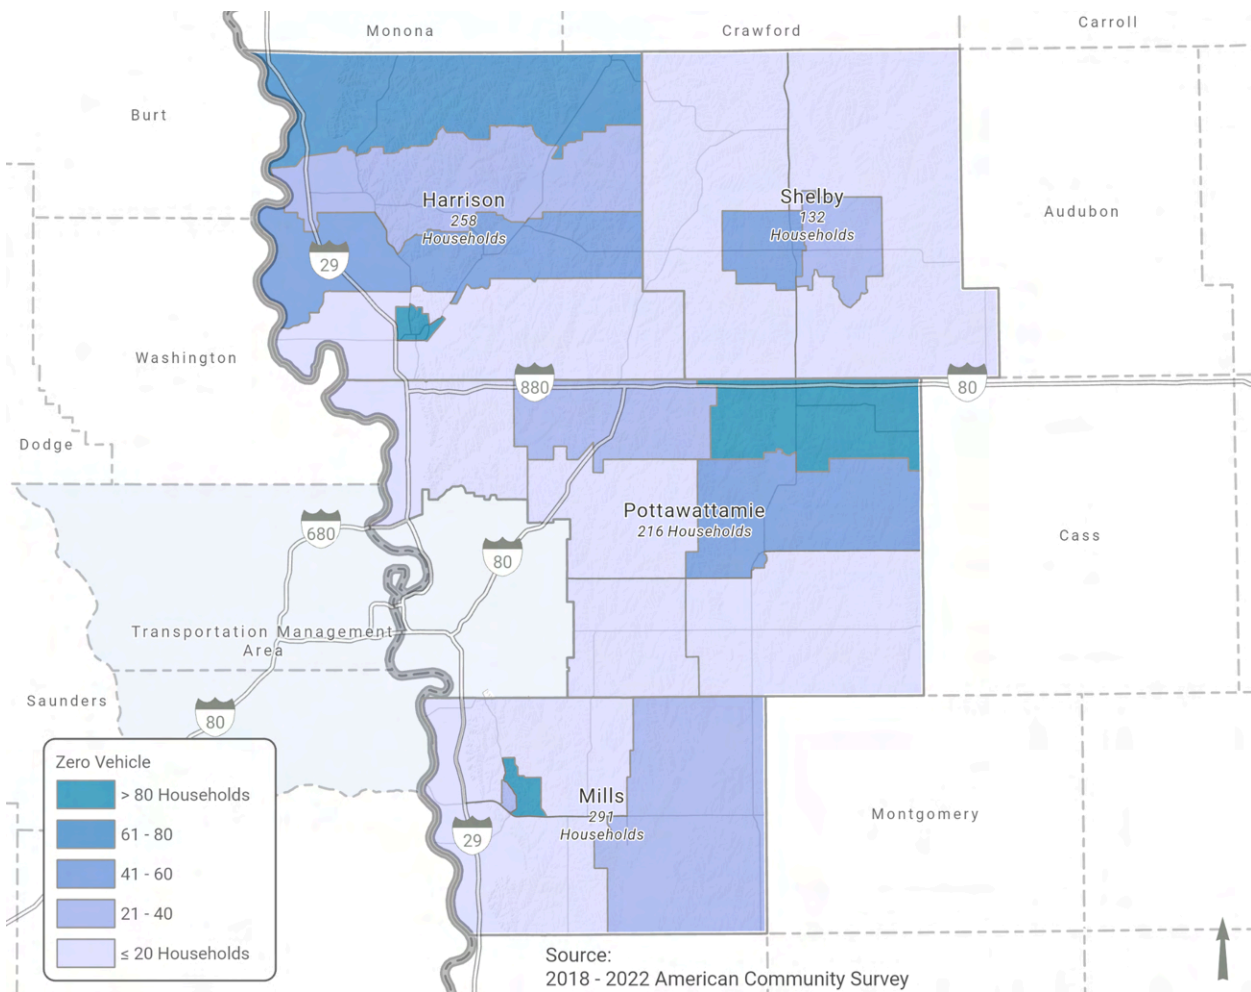 Monona
Crawford
Carroll
Burt
Harrison
258
Households
Shelby
132
Households
Audubon
29
Washington
880
80
Dodge
Pottawattamie
216 Households
680
80
Cass
Transportation Management
Area
Saunders
80
Zero Vehicle
> 80 Households
61 - 80
41 - 60
21 - 40
≤ 20 Households
Mills
291
Households
29
Montgomery
Source:
2018 - 2022 American Community Survey